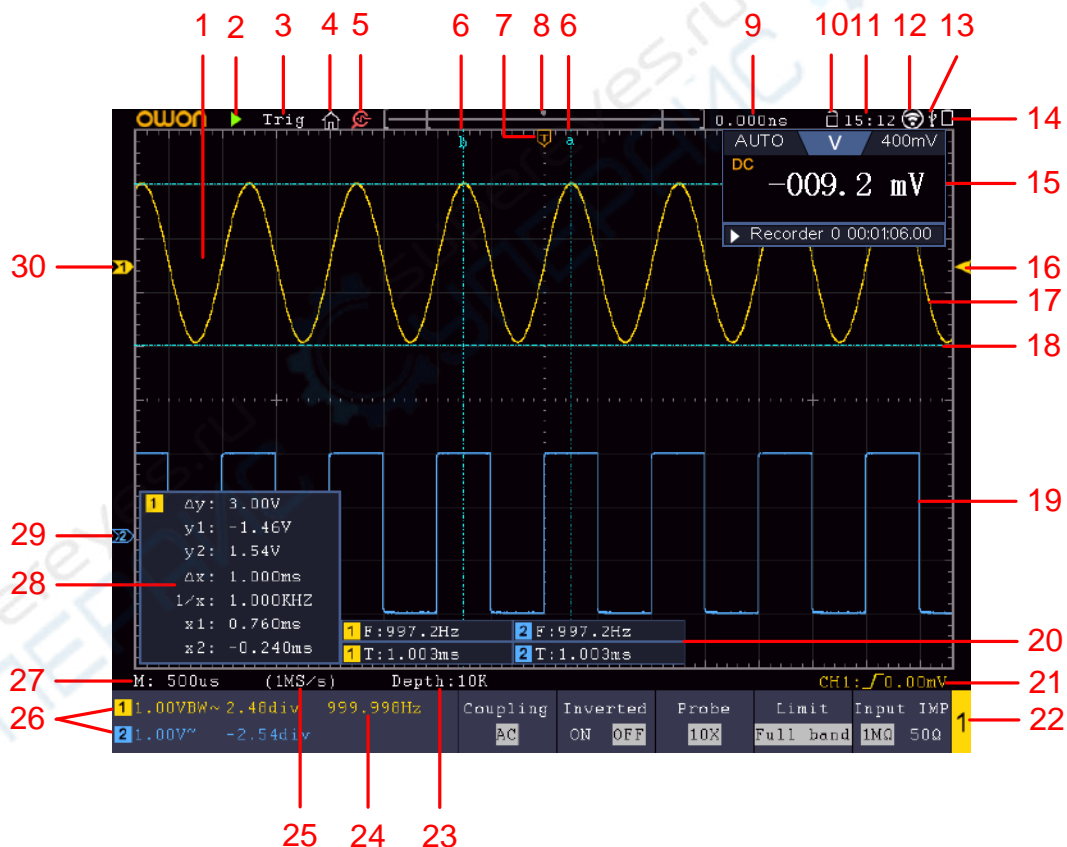 1 2 3 4 5 6 7 8 6 9 10 11 12 13
OWON Trig T 0.000ns 15:12
14
b a
AUTO V 400mV
DC
-009.2 mV
15
Recorder 0 00:01:06.00
30 1 16
17
18
19
29 2
1 Δy: 3.00V
y1: -1.46V
y2: 1.54V
28 Δx: 1.000ms
1/x: 1.000KHZ
x1: 0.760ms
x2: -0.240ms
1 F:997.2Hz 2 F:997.2Hz
20
1 T:1.003ms 2 T:1.003ms
27 M: 500us (1MS/s) Depth:10K CH1: 0.00mV 21
26 1 1.00VBW~ 2.48div 999.998Hz
2 1.00V~ -2.54div
Coupling Inverted Probe Limit Input IMP
AC ON OFF 10X Full band 1MΩ 50Ω
1 22
25 24 23